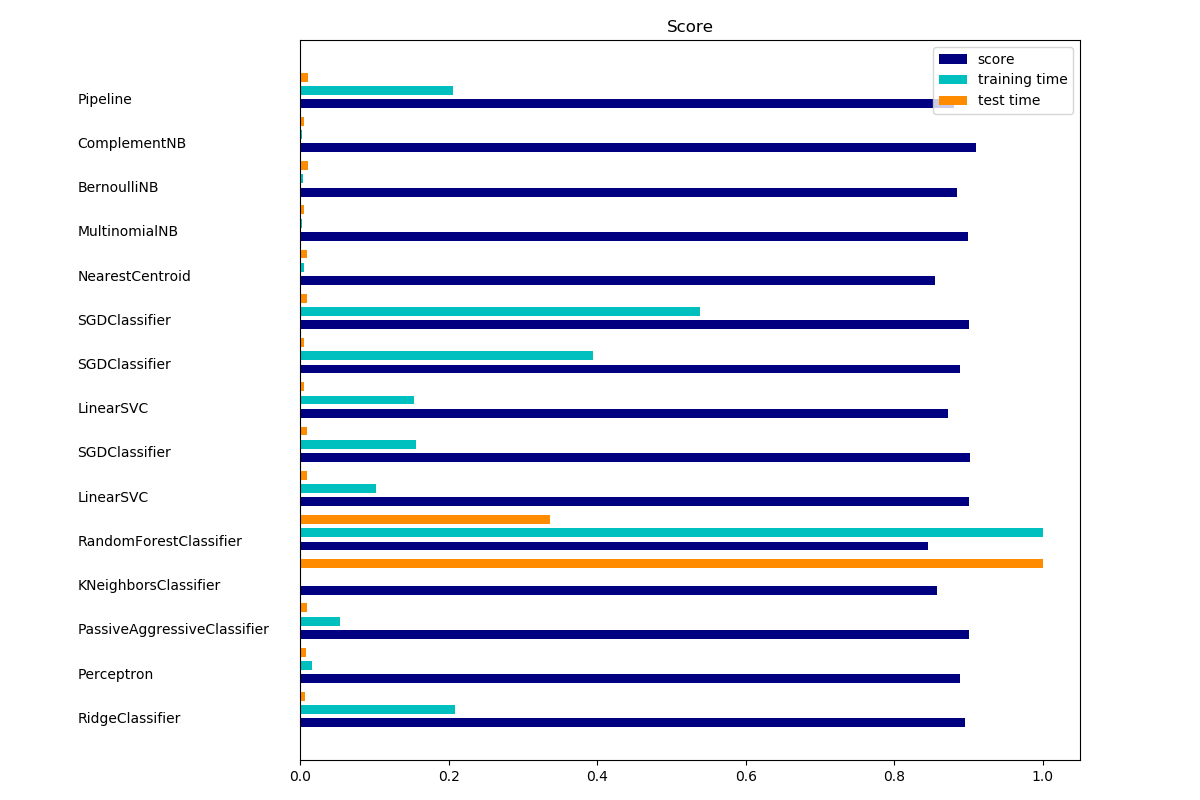 Score
score
training time
test time
Pipeline
ComplementNB
BernoulliNB
MultinomialNB
NearestCentroid
SGDClassifier
SGDClassifier
LinearSVC
SGDClassifier
LinearSVC
RandomForestClassifier
KNeighborsClassifier
PassiveAggressiveClassifier
Perceptron
RidgeClassifier
0.0 0.2 0.4 0.6 0.8 1.0